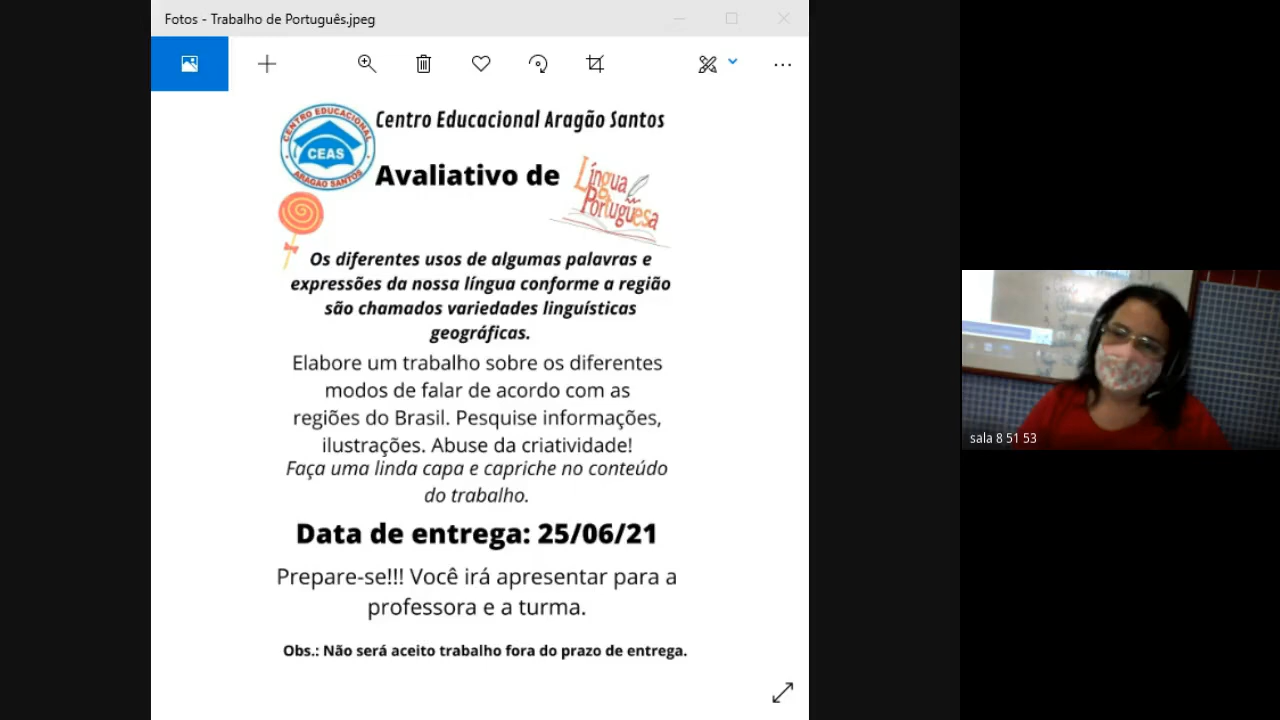 Fotos - Trabalho de Português.jpeg
CENTRO EDUCACIONAL
CEAS
ARAGÃO SANTOS
Centro Educacional Aragão Santos
Avaliativo de
Língua
Portuguesa
Os diferentes usos de algumas palavras e
expressões da nossa língua conforme a região
são chamados variedades linguísticas
geográficas.
Elabore um trabalho sobre os diferentes
modos de falar de acordo com as
regiões do Brasil. Pesquise informações,
ilustrações. Abuse da criatividade!
Faça uma linda capa e capriche no conteúdo
do trabalho.
Data de entrega: 25/06/21
Prepare-se!!! Você irá apresentar para a
professora e a turma.
Obs.: Não será aceito trabalho fora do prazo de entrega.
sala 8 51 53